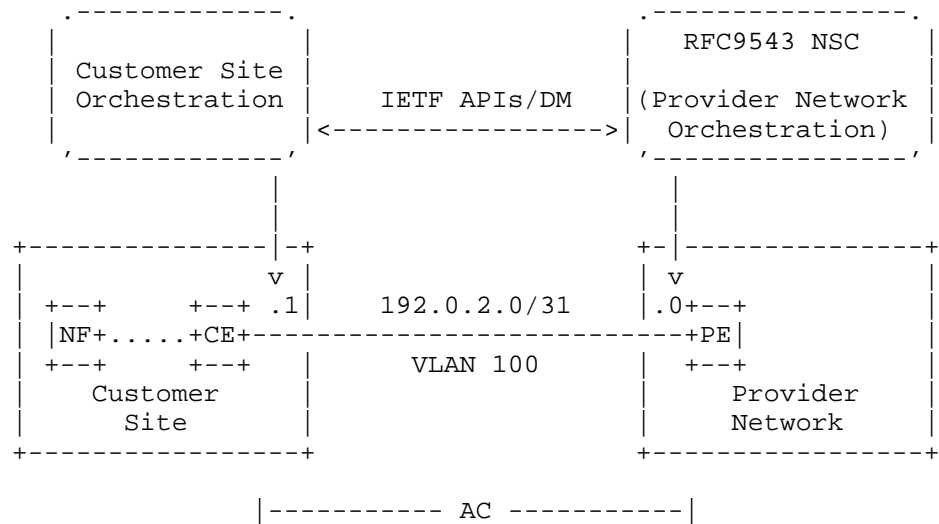 RFC9543 NSC
Customer Site
Orchestration IETF APIs/DM (Provider Network
Orchestration)
v v
.1 192.0.2.0/31 .0
NF CE PE
VLAN 100
Customer Provider
Site Network
AC